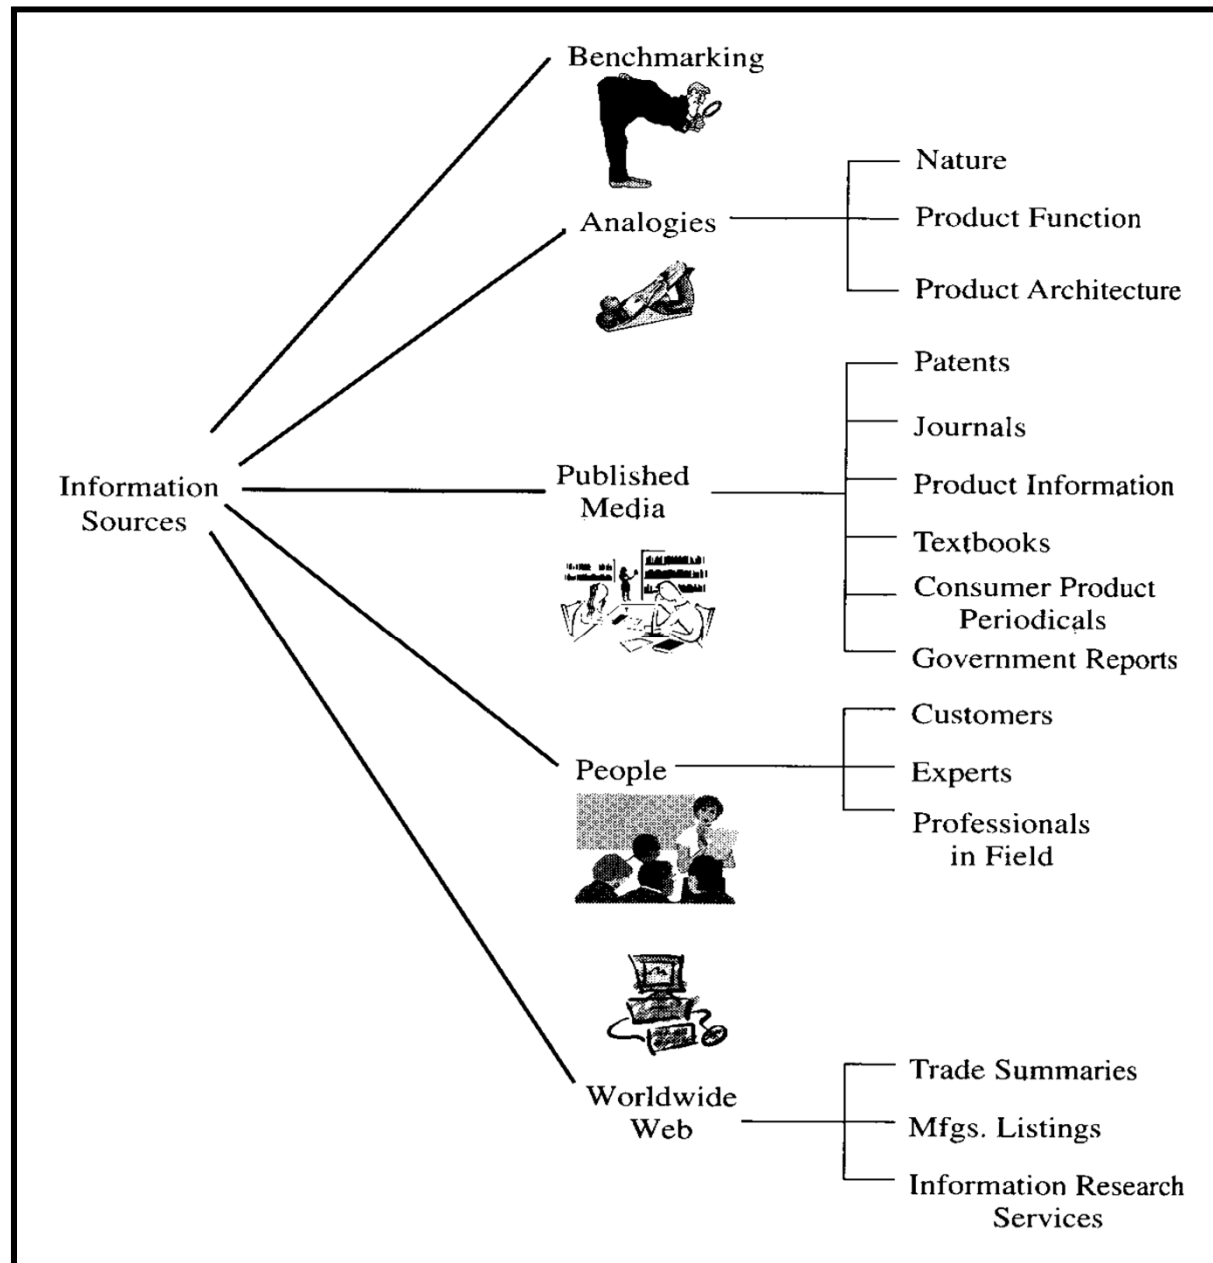 Benchmarking
Analogies
Nature
Product Function
Product Architecture
Information
Sources
Published
Media
Patents
Journals
Product Information
Textbooks
Consumer Product
Periodicals
Government Reports
People
Customers
Experts
Professionals
in Field
Worldwide
Web
Trade Summaries
Mfgs. Listings
Information Research
Services